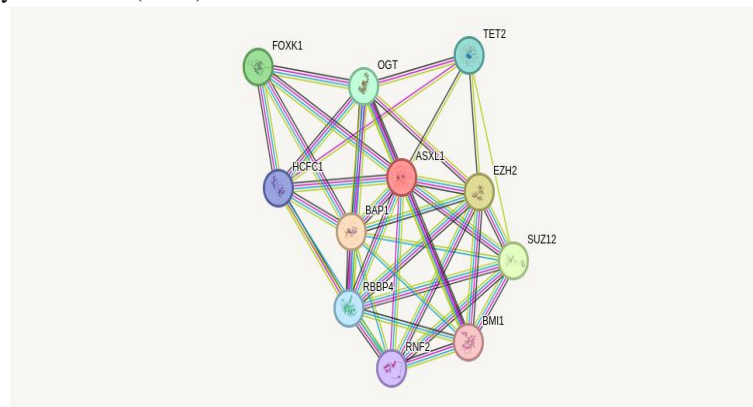 TET2
FOXK1
OGT
ASXL1
HCFC1
EZH2
BAP1
SUZ12
RBBP4
BMI1
RNF2